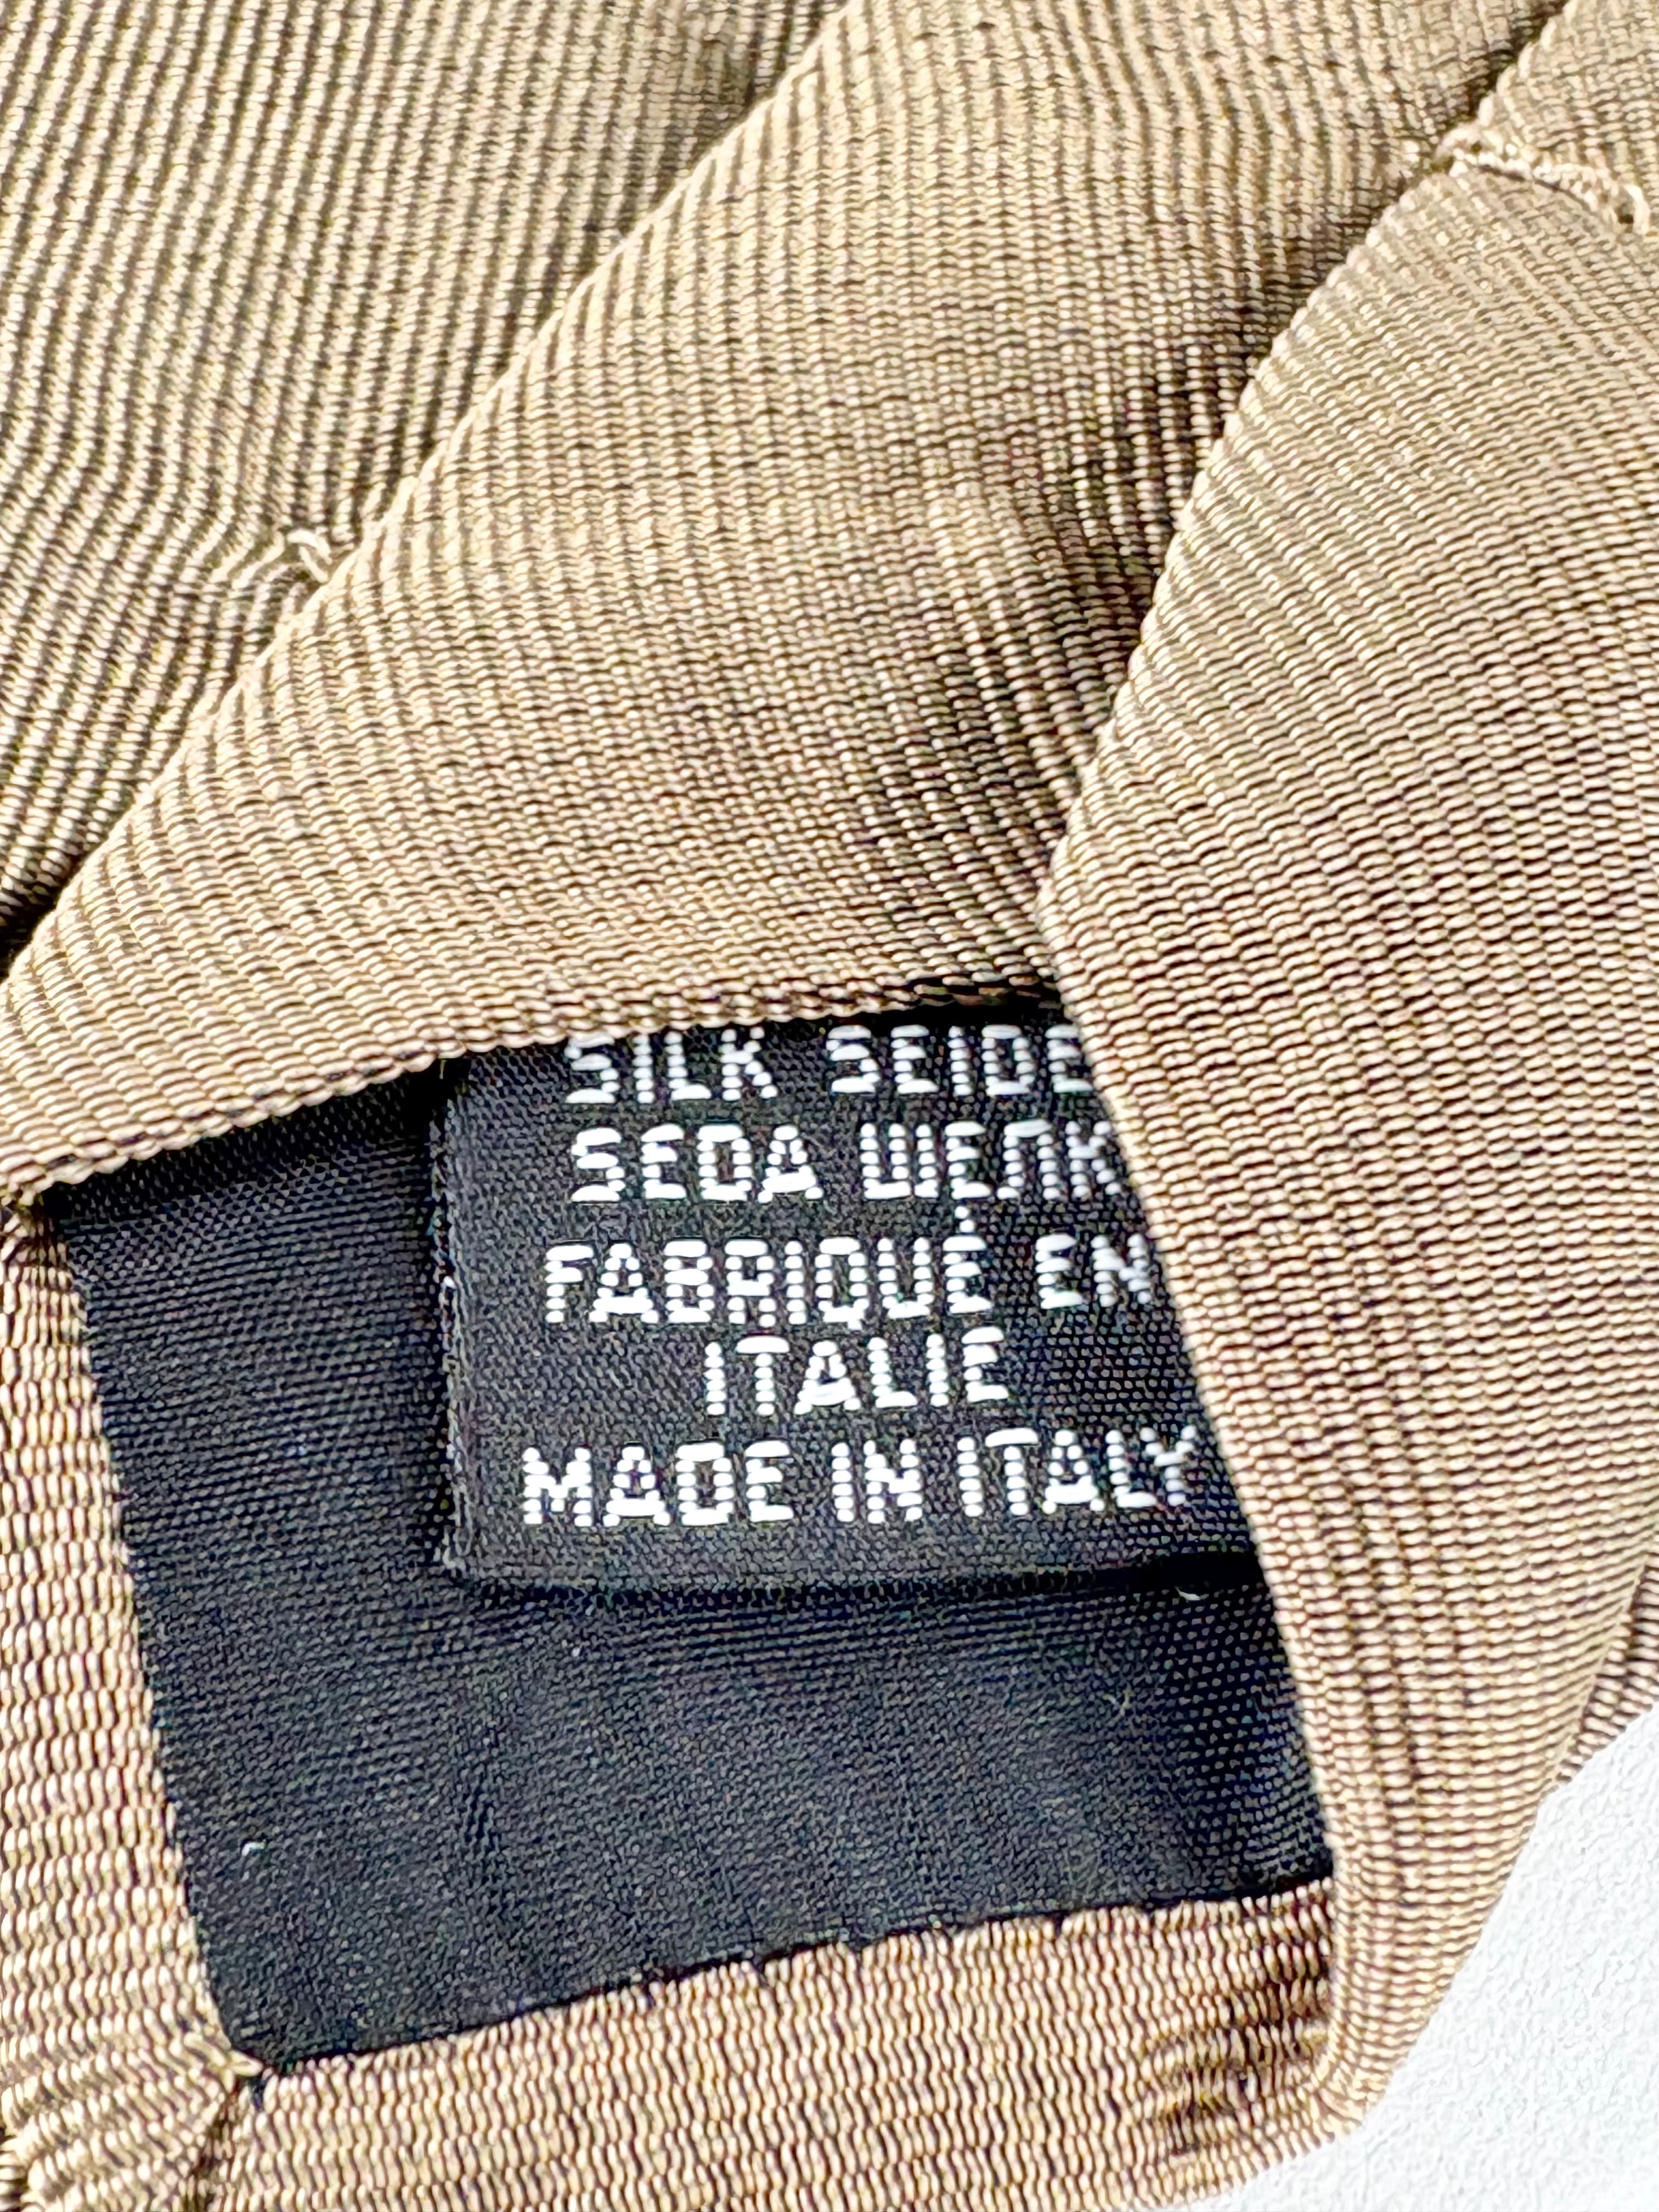 SILK SEIDE
SEDA ШЕЛК
FABRIQUÉ EN
ITALIE
MADE IN ITALY